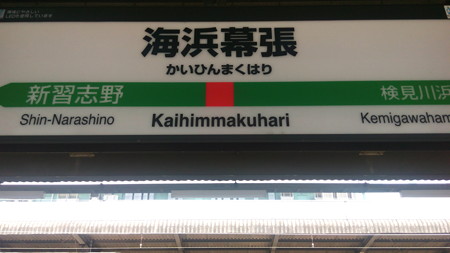 海浜幕張
かいひんまくはり
新習志野
検見川浜
Shin-Narashino
Kaihimmakuhari
Kemigawaham